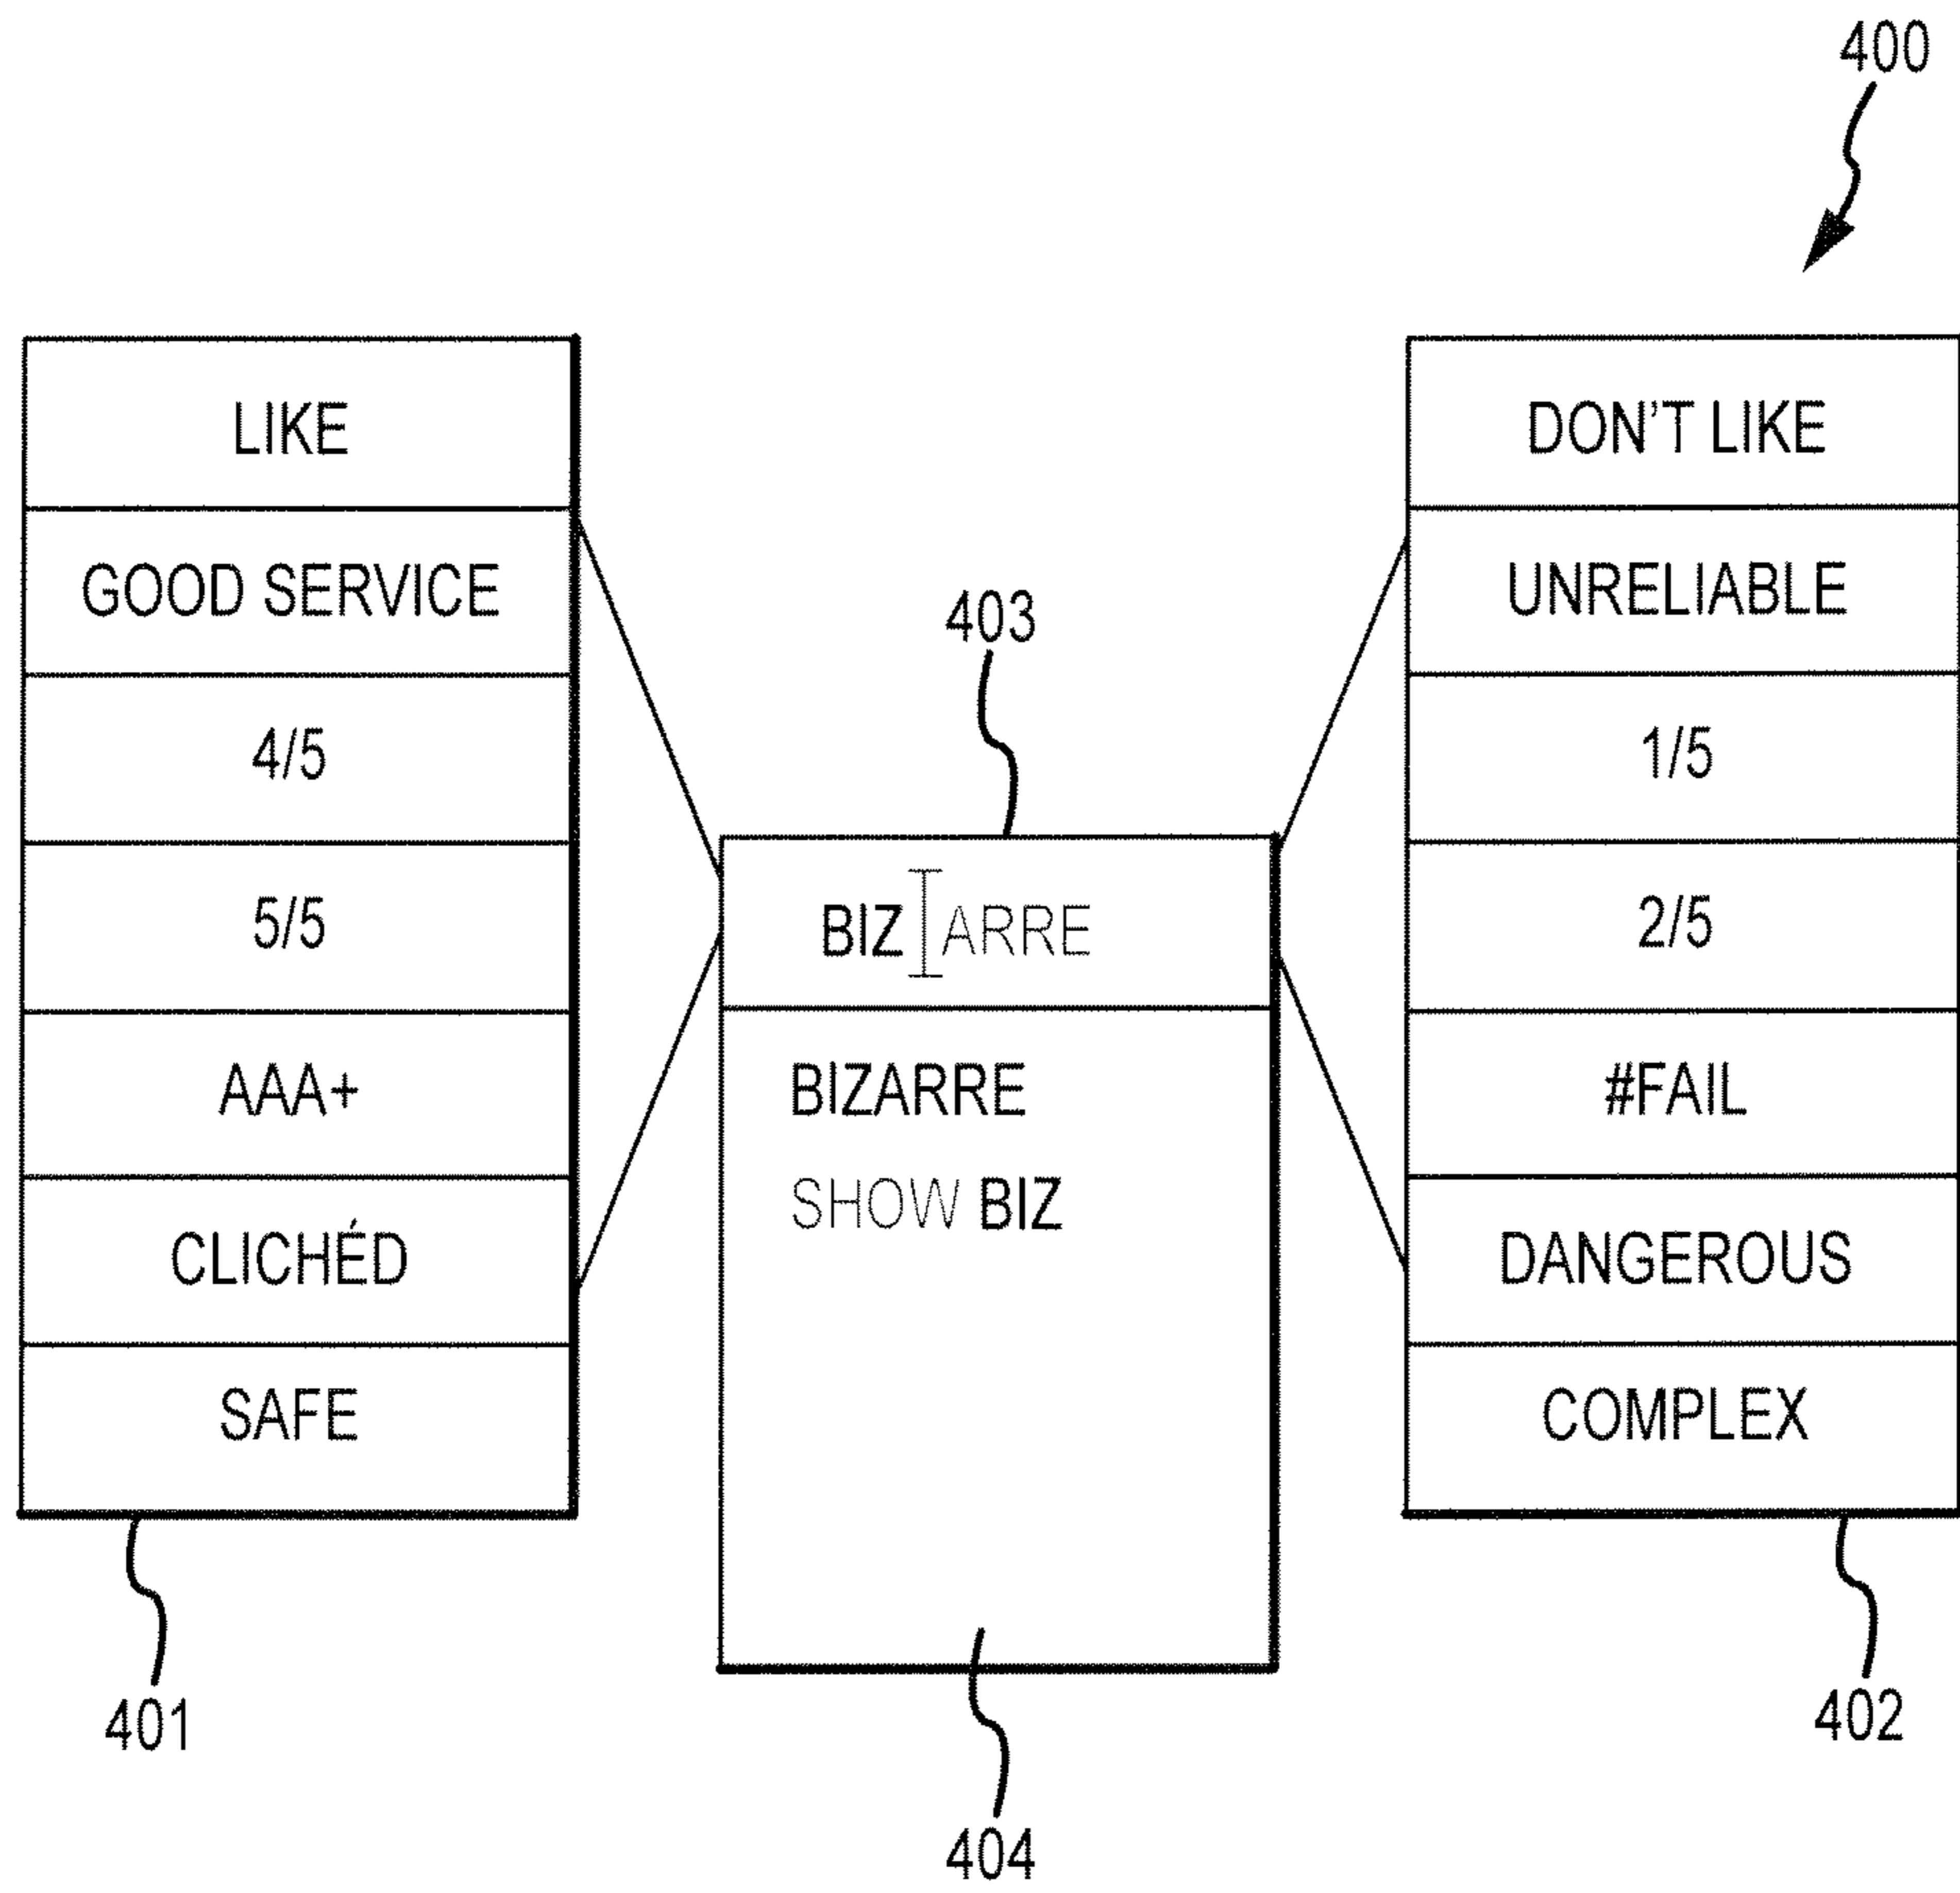 400
LIKE
GOOD SERVICE
4/5
5/5
AAA+
CLICHÉD
SAFE
401
403
BIZ ARRE
BIZARRE
SHOW BIZ
404
DON'T LIKE
UNRELIABLE
1/5
2/5
#FAIL
DANGEROUS
COMPLEX
402